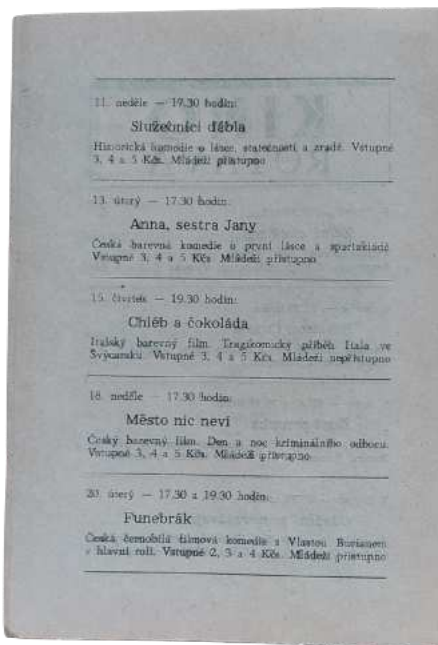 11. neděle — 19.30 hodin:
Služebníci ďábla
Historická komedie o lásce, statečnosti a zradě. Vstupné
3, 4 a 5 Kčs. Mládeži přístupno
13. úterý — 17.30 hodin:
Anna, sestra Jany
Česká barevná komedie o první lásce a spartakiádě
Vstupné 3, 4 a 5 Kčs. Mládeži přístupno
15. čtvrtek — 19.30 hodin:
Chléb a čokoláda
Italský barevný film. Tragikomický příběh Itala ve
Švýcarsku. Vstupné 3, 4 a 5 Kčs. Mládeži nepřístupno
18. neděle — 17.30 hodin:
Město nic neví
Český barevný film. Den a noc kriminálního odboru.
Vstupné 3, 4 a 5 Kčs. Mládeži přístupno
20. úterý — 17.30 a 19.30 hodin:
Funebrák
Česká černobílá filmová komedie s Vlastou Burianem
v hlavní roli. Vstupné 2, 3 a 4 Kčs. Mládeži přístupno